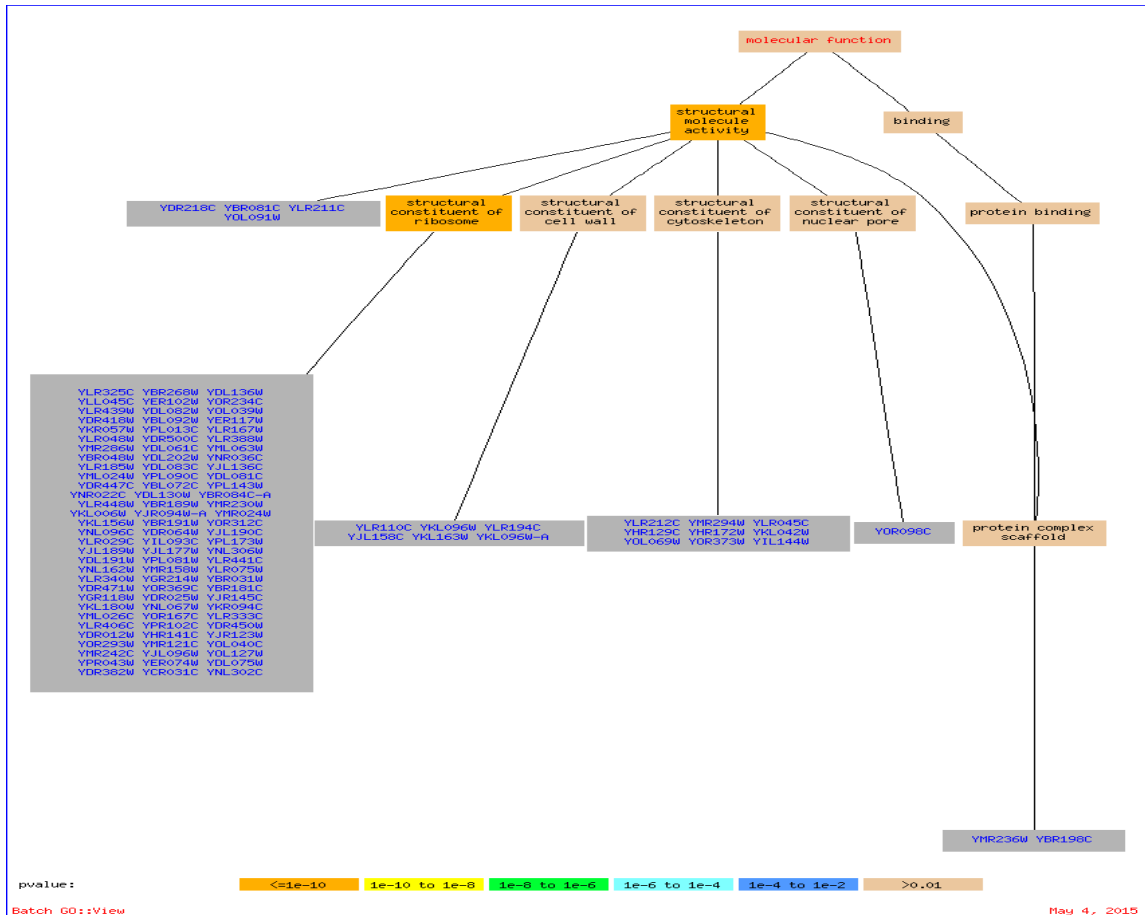 molecular function
structural
molecule
activity
binding
YDR218C YBR081C YLR211C
YOL091W
structural
constituent of
ribosome
structural
constituent of
cell wall
structural
constituent of
cytoskeleton
structural
constituent of
nuclear pore
protein binding
YLR325C YBR268W YDL136W
YLL045C YER102W YOR234C
YLR439W YDL082W YOL039W
YDR418W YBL092W YER117W
YKR057W YPL013C YLR167W
YLR048W YDR500C YLR388W
YMR286W YDL061C YML063W
YBR048W YDL202W YNR036C
YLR185W YDL083C YJL136C
YML024W YPL090C YDL081C
YDR447C YBL072C YPL143W
YNR022C YDL130W YBR084C-A
YLR448W YBR189W YMR230W
YKL006W YJR094W-A YMR024W
YKL156W YBR191W YOR312C
YNL096C YDR064W YJL190C
YLR029C YIL093C YPL173W
YJL189W YJL177W YNL306W
YDL191W YPL081W YLR441C
YNL162W YMR158W YLR075W
YLR340W YGR214W YBR031W
YDR471W YOR369C YBR181C
YGR118W YDR025W YJR145C
YKL180W YNL067W YKR094C
YML026C YOR167C YLR333C
YLR406C YPR102C YDR450W
YDR012W YHR141C YJR123W
YOR293W YMR121C YOL040C
YMR242C YJL096W YOL127W
YPR043W YER074W YDL075W
YDR382W YCR031C YNL302C
YLR110C YKL096W YLR194C
YJL158C YKL163W YKL096W-A
YLR212C YMR294W YLR045C
YHR129C YHR172W YKL042W
YOL069W YOR373W YIL144W
YOR098C
protein complex
scaffold
YMR236W YBR198C
pvalue: <=1e-10 1e-10 to 1e-8 1e-8 to 1e-6 1e-6 to 1e-4 1e-4 to 1e-2 >0.01
Batch GO::View May 4, 2015